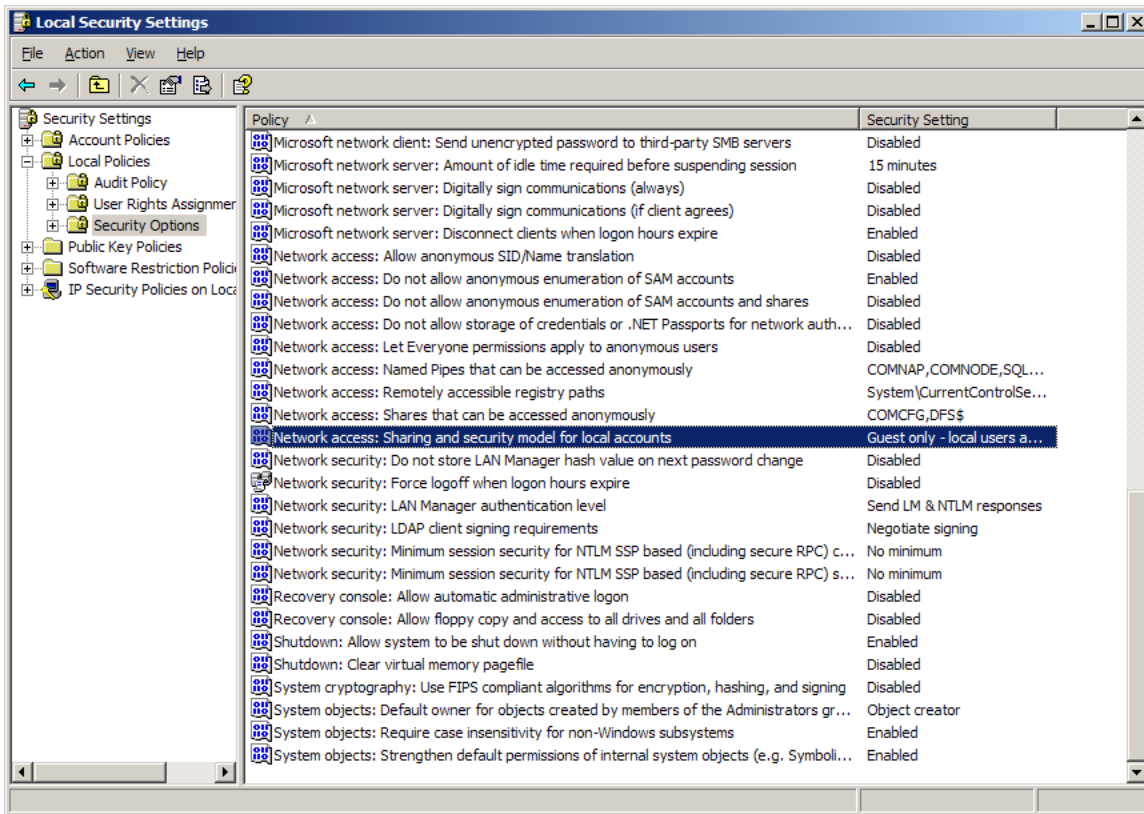 Local Security Settings
File Action View Help
Security Settings
Account Policies
Local Policies
Audit Policy
User Rights Assignmen
Security Options
Public Key Policies
Software Restriction Polici
IP Security Policies on Loca
Policy Security Setting
Microsoft network client: Send unencrypted password to third-party SMB servers Disabled
Microsoft network server: Amount of idle time required before suspending session 15 minutes
Microsoft network server: Digitally sign communications (always) Disabled
Microsoft network server: Digitally sign communications (if client agrees) Disabled
Microsoft network server: Disconnect clients when logon hours expire Enabled
Network access: Allow anonymous SID/Name translation Disabled
Network access: Do not allow anonymous enumeration of SAM accounts Enabled
Network access: Do not allow anonymous enumeration of SAM accounts and shares Disabled
Network access: Do not allow storage of credentials or .NET Passports for network auth... Disabled
Network access: Let Everyone permissions apply to anonymous users Disabled
Network access: Named Pipes that can be accessed anonymously COMNAP,COMNODE,SQL...
Network access: Remotely accessible registry paths System\CurrentControlSe...
Network access: Shares that can be accessed anonymously COMCFG,DFS$
Network access: Sharing and security model for local accounts Guest only - local users a...
Network security: Do not store LAN Manager hash value on next password change Disabled
Network security: Force logoff when logon hours expire Disabled
Network security: LAN Manager authentication level Send LM & NTLM responses
Network security: LDAP client signing requirements Negotiate signing
Network security: Minimum session security for NTLM SSP based (including secure RPC) c... No minimum
Network security: Minimum session security for NTLM SSP based (including secure RPC) s... No minimum
Recovery console: Allow automatic administrative logon Disabled
Recovery console: Allow floppy copy and access to all drives and all folders Disabled
Shutdown: Allow system to be shut down without having to log on Enabled
Shutdown: Clear virtual memory pagefile Disabled
System cryptography: Use FIPS compliant algorithms for encryption, hashing, and signing Disabled
System objects: Default owner for objects created by members of the Administrators gr... Object creator
System objects: Require case insensitivity for non-Windows subsystems Enabled
System objects: Strengthen default permissions of internal system objects (e.g. Symboli... Enabled